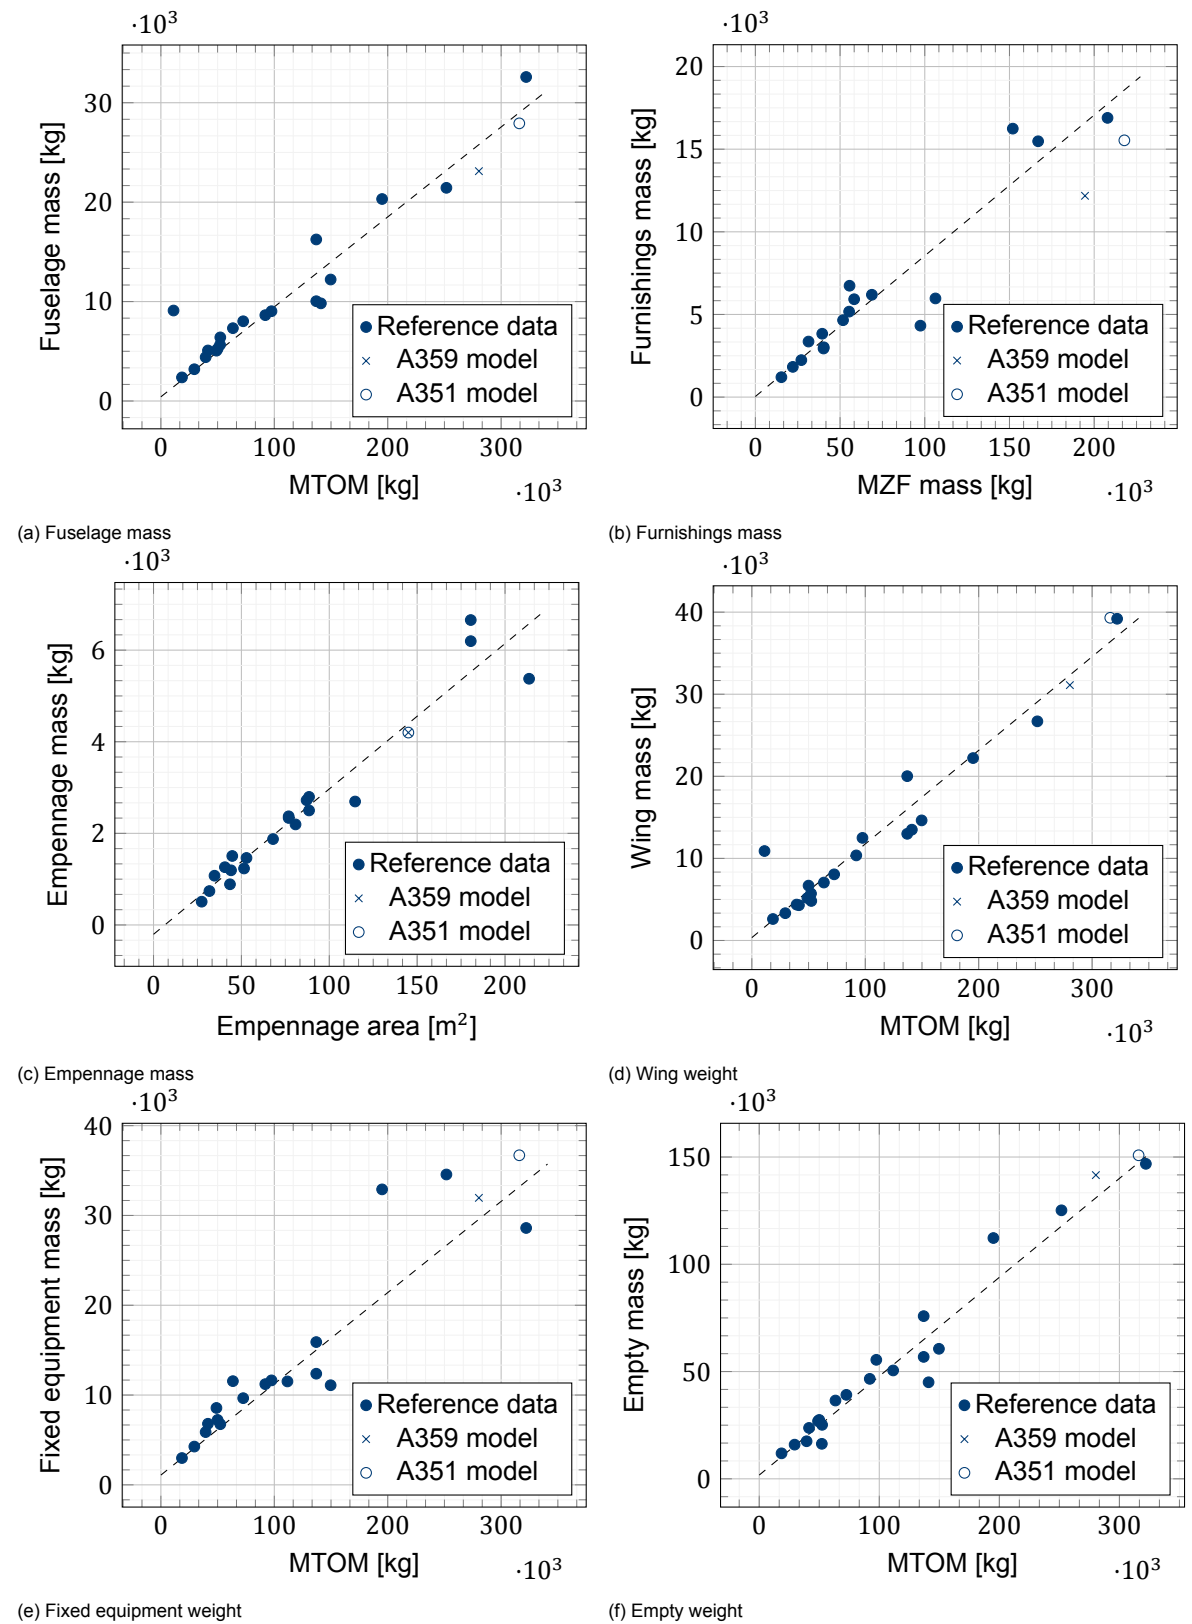 ·10³
30
20
10
0
Fuselage mass [kg]
Reference data
A359 model
A351 model
0 100 200 300
MTOM [kg]
·10³
(a) Fuselage mass
·10³
20
15
10
5
0
Furnishings mass [kg]
Reference data
A359 model
A351 model
0 50 100 150 200
MZF mass [kg]
·10³
(b) Furnishings mass
·10³
6
4
2
0
Empennage mass [kg]
Reference data
A359 model
A351 model
0 50 100 150 200
Empennage area [m²]
(c) Empennage mass
·10³
40
30
20
10
0
Wing mass [kg]
Reference data
A359 model
A351 model
0 100 200 300
MTOM [kg]
·10³
(d) Wing weight
·10³
40
30
20
10
0
Fixed equipment mass [kg]
Reference data
A359 model
A351 model
0 100 200 300
MTOM [kg]
·10³
(e) Fixed equipment weight
·10³
150
100
50
0
Empty mass [kg]
Reference data
A359 model
A351 model
0 100 200 300
MTOM [kg]
·10³
(f) Empty weight